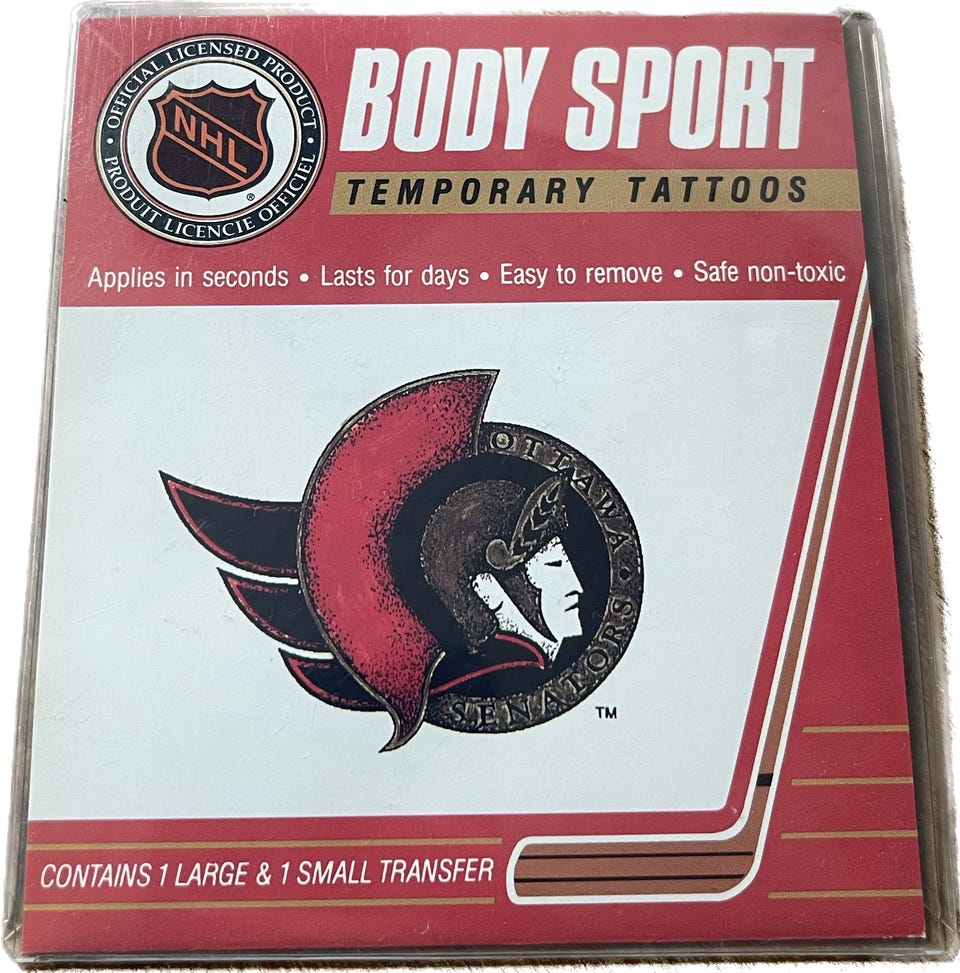 • OFFICIAL LICENSED PRODUCT •
NHL
®
PRODUIT LICENCIE OFFICIEL
BODY SPORT
TEMPORARY TATTOOS
Applies in seconds • Lasts for days • Easy to remove • Safe non-toxic
OTTAWA
SENATORS
TM
CONTAINS 1 LARGE & 1 SMALL TRANSFER